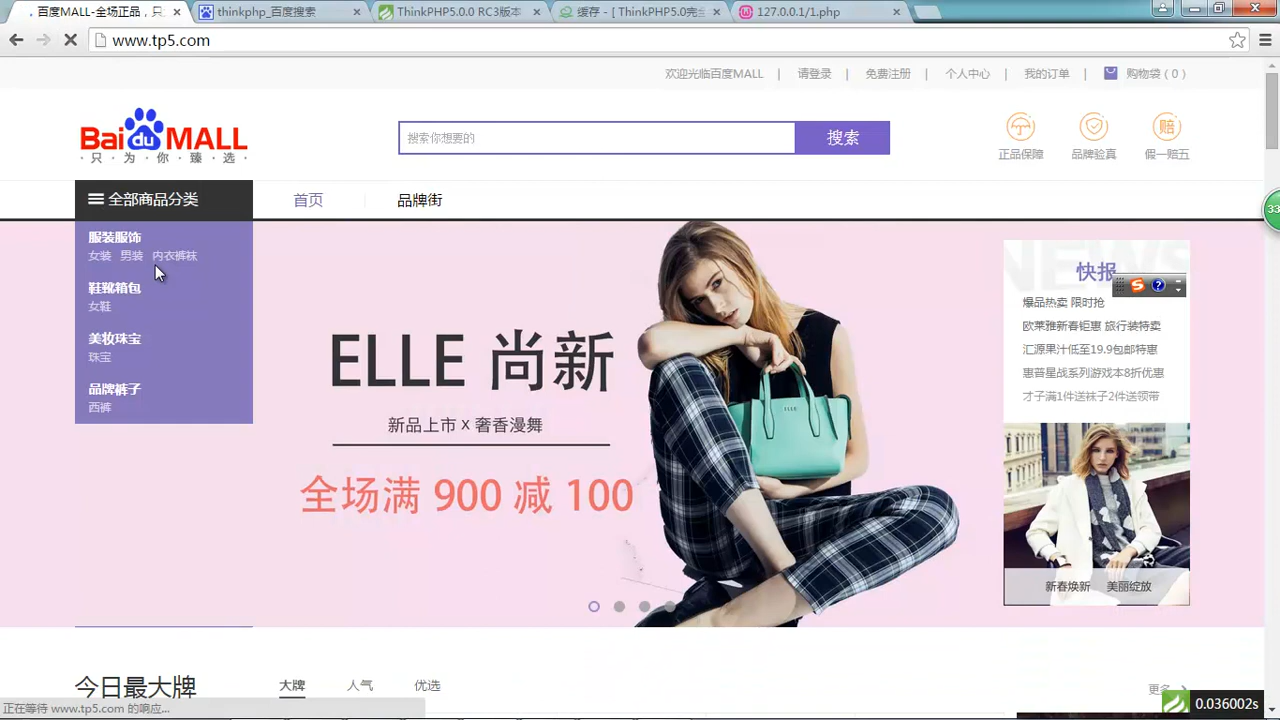 ，百度MALL-全场正品，只
thinkphp_百度搜索
ThinkPHP5.0.0 RC3版本
缓存 - [ ThinkPHP5.0完全
127.0.0.1/1.php
www.tp5.com
欢迎光临百度MALL | 请登录 | 免费注册 | 个人中心 | 我的订单 | 购物袋 ( 0 )
Bai du MALL
·只·为·你·臻·选·
搜索你想要的
搜索
正品保障 品牌验真 假一赔五
赔
全部商品分类
首页
品牌街
服装服饰
女装 男装 内衣裤袜
鞋靴箱包
女鞋
美妆珠宝
珠宝
品牌裤子
西裤
ELLE 尚新
新品上市 x 奢香漫舞
全场满 900 减 100
ELLE
NEWS
快报
爆品热卖 限时抢
欧莱雅新春钜惠 旅行装特卖
汇源果汁低至19.9包邮特惠
惠普星战系列游戏本8折优惠
才子满1件送袜子2件送领带
新春焕新 美丽绽放
33
今日最大牌
大牌 人气 优选
更多
正在等待 www.tp5.com 的响应...
0.036002s